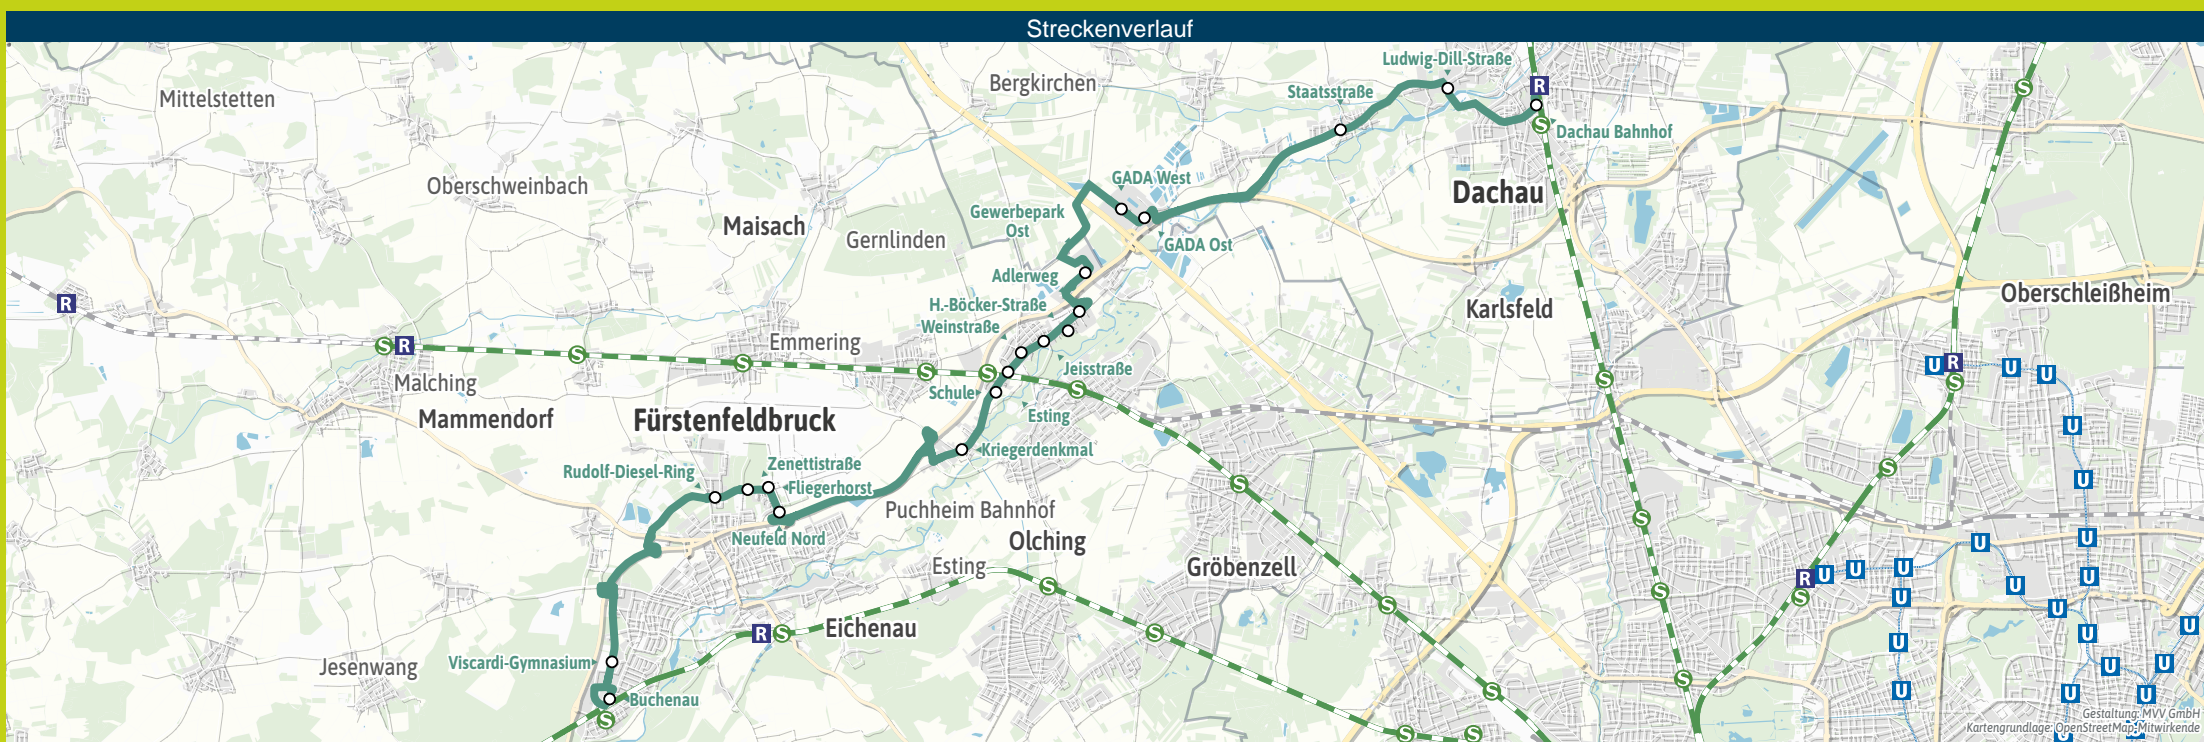 Streckenverlauf
Ludwig-Dill-Straße
Bergkirchen
R
S
Mittelstetten
Staatsstraße
S
Dachau Bahnhof
GADA West
Oberschweinbach
Dachau
Gewerbepark
Ost
Maisach
Gernlinden
GADA Ost
Adlerweg
Oberschleißheim
R
H.-Böcker-Straße
Karlsfeld
Weinstraße
Emmering
S R
S
S
S
S
Jeisstraße
U R
U
U
S
S
Malching
Schule
S
Mammendorf
Fürstenfeldbruck
Esting
U
Kriegerdenkmal
Zenettistraße
Rudolf-Diesel-Ring
Fliegerhorst
S
S
U
Puchheim Bahnhof
S
Neufeld Nord
Olching
U
U
Esting
Gröbenzell
R U
U
U
U
S
S
S
S
U
U
U
Eichenau
R S
S
U
U
U
Jesenwang
Viscardi-Gymnasium
U
U
S
Buchenau
S
S
U
U
U
Gestaltung: MVV GmbH
Kartengrundlage: OpenStreetMap-Mitwirkende
S
S
U
U